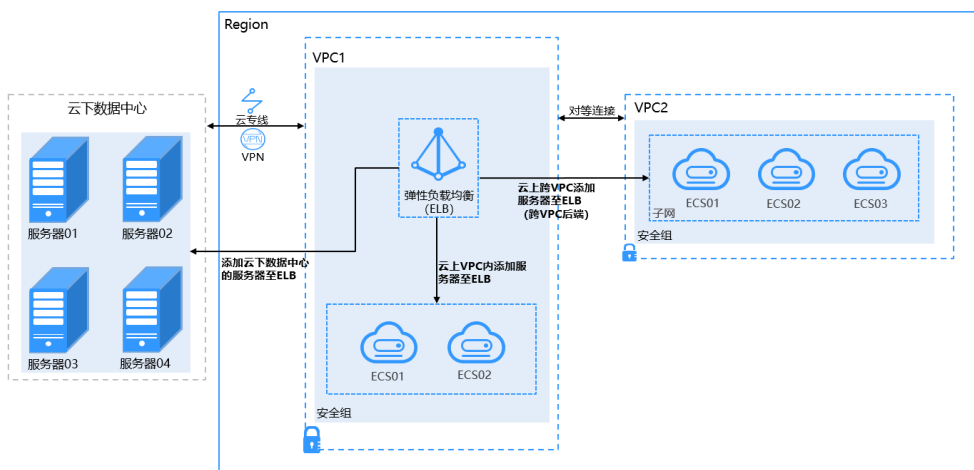 Region
云下数据中心
服务器01
服务器02
服务器03
服务器04
云专线
VPN
VPN
添加云下数据中心
的服务器至ELB
VPC1
弹性负载均衡
(ELB)
云上VPC内添加服
务器至ELB
ECS01
ECS02
安全组
对等连接
云上跨VPC添加
服务器至ELB
(跨VPC后端)
VPC2
ECS01
ECS02
ECS03
子网
安全组